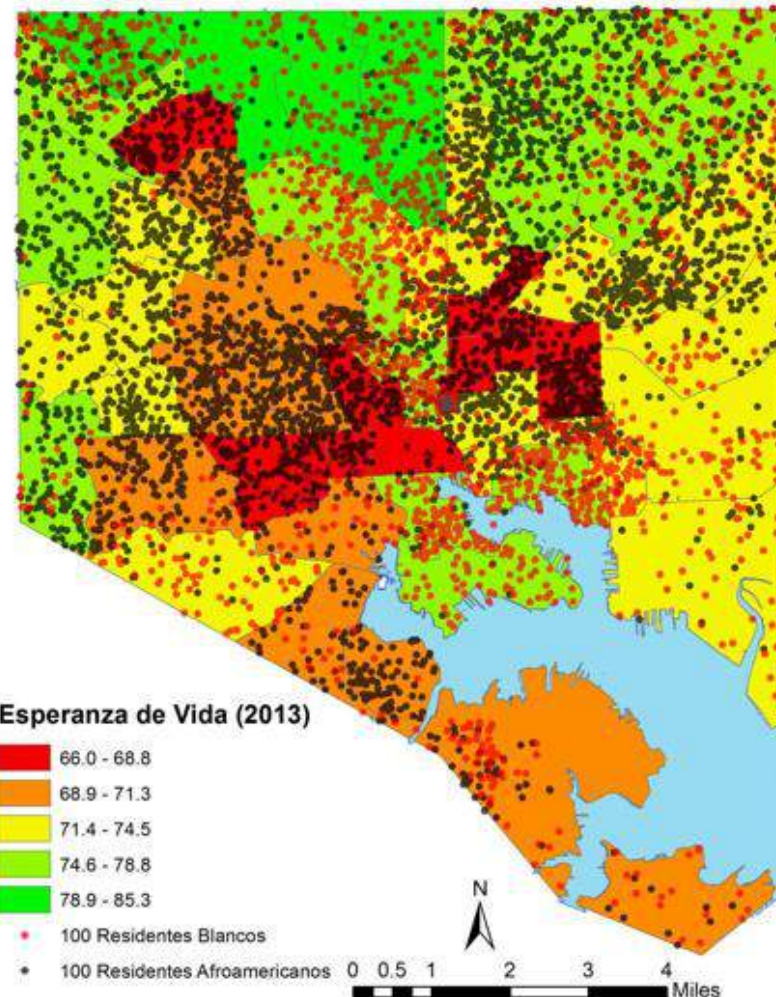 Esperanza de Vida (2013)
66.0 - 68.8
68.9 - 71.3
71.4 - 74.5
74.6 - 78.8
78.9 - 85.3
100 Residentes Blancos
100 Residentes Afroamericanos
N
0 0.5 1 2 3 4
Miles